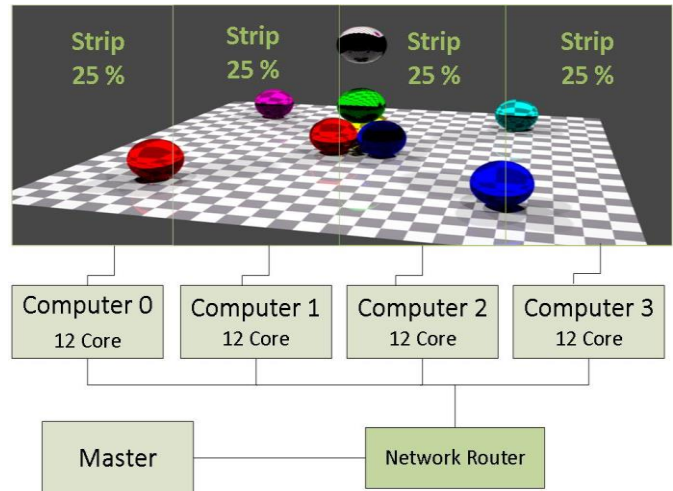 Strip
25 %
Strip
25 %
Strip
25 %
Strip
25 %
Computer 0
12 Core
Computer 1
12 Core
Computer 2
12 Core
Computer 3
12 Core
Master
Network Router